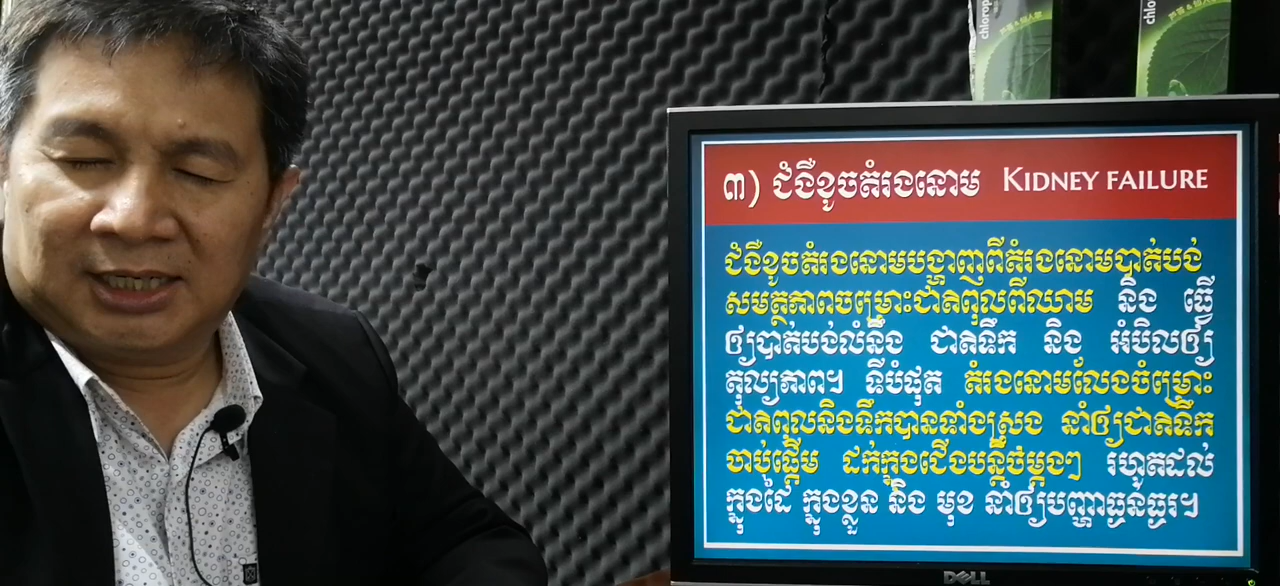 chlorop
chlo
៣) ជំងឺខូចតំរងនោម KIDNEY FAILURE
ជំងឺខូចតំរងនោមបង្ហាញពីតំរងនោមបាត់បង់
សមត្ថភាពចម្រោះជាតិពុលពីឈាម និង ធ្វើ
ឲ្យបាត់បង់លំនឹង ជាតិទឹក និង អំបិលឲ្យ
តុល្យភាព។ ទីបំផុត តំរងនោមលែងចំម្រោះ
ជាតិពុលនិងទឹកបានទាំងស្រុង នាំឲ្យជាតិទឹក
ចាប់ផ្តើម ដក់ក្នុងជើងបន្តិចម្តងៗ រហូតដល់
ក្នុងដៃ ក្នុងខ្លួន និង មុខ នាំឲ្យបញ្ហាធ្ងន់ធ្ងរ។
DELL